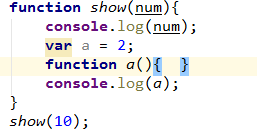 function show(num){
    console.log(num);
    var a = 2;
    function a(){  }
    console.log(a);
}
show(10);